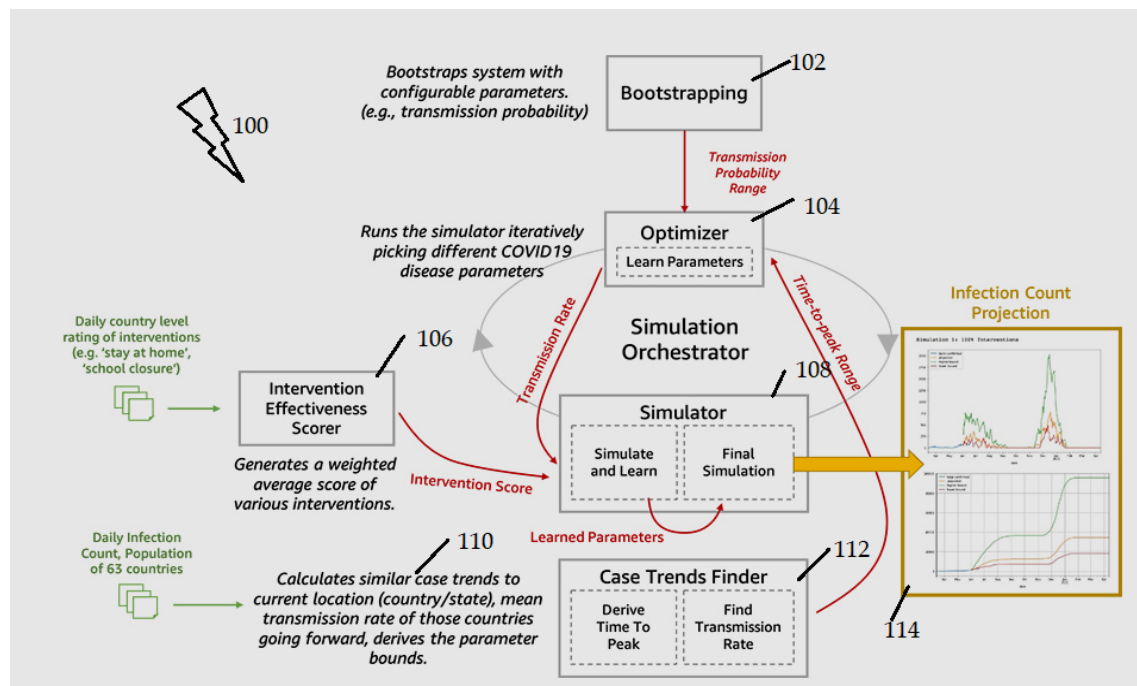 Bootstraps system with
configurable parameters.
(e.g., transmission probability)
102
Bootstrapping
100
Transmission
Probability
Range
104
Runs the simulator iteratively
picking different COVID19
disease parameters
Optimizer
Learn Parameters
Time-to-peak Range
Transmission Rate
Simulation
Orchestrator
Infection Count
Projection
Daily country level
rating of interventions
(e.g. ‘stay at home’,
‘school closure’)
106
Intervention
Effectiveness
Scorer
108
Simulator
Simulate
and Learn
Final
Simulation
Generates a weighted
average score of
various interventions.
Intervention Score
Learned Parameters
Simulation 1: 100% Interventions
Daily Infection
Count, Population
of 63 countries
110
Calculates similar case trends to
current location (country/state), mean
transmission rate of those countries
going forward, derives the parameter
bounds.
112
Case Trends Finder
Derive
Time To
Peak
Find
Transmission
Rate
114